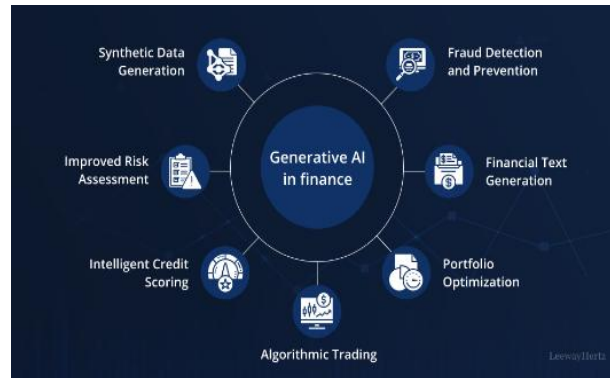 Synthetic Data
Generation
Fraud Detection
and Prevention
Improved Risk
Assessment
Generative AI
in finance
Financial Text
Generation
Intelligent Credit
Scoring
Portfolio
Optimization
Algorithmic Trading
LeewayHertz